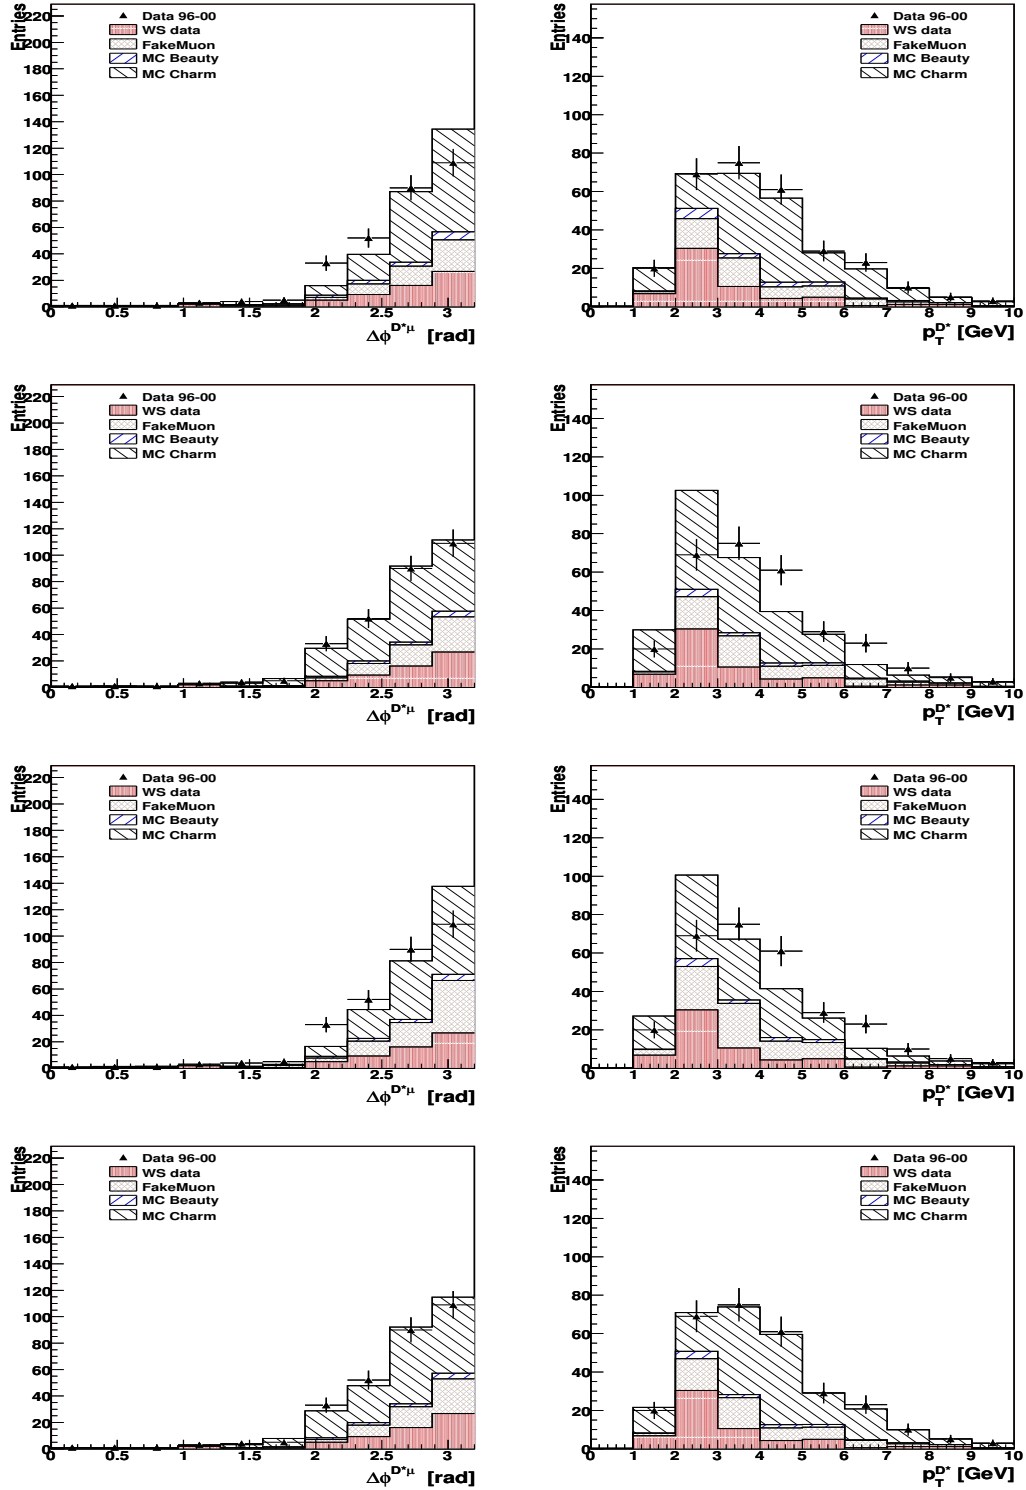 Entries
220
200
180
160
140
120
100
80
60
40
20
0
Data 96-00
WS data
FakeMuon
MC Beauty
MC Charm
0 0.5 1 1.5 2 2.5 3
Δϕ^{D*μ} [rad]
Entries
140
120
100
80
60
40
20
0
Data 96-00
WS data
FakeMuon
MC Beauty
MC Charm
0 1 2 3 4 5 6 7 8 9 10
p_T^{D*} [GeV]
Entries
220
200
180
160
140
120
100
80
60
40
20
0
Data 96-00
WS data
FakeMuon
MC Beauty
MC Charm
0 0.5 1 1.5 2 2.5 3
Δϕ^{D*μ} [rad]
Entries
140
120
100
80
60
40
20
0
Data 96-00
WS data
FakeMuon
MC Beauty
MC Charm
0 1 2 3 4 5 6 7 8 9 10
p_T^{D*} [GeV]
Entries
220
200
180
160
140
120
100
80
60
40
20
0
Data 96-00
WS data
FakeMuon
MC Beauty
MC Charm
0 0.5 1 1.5 2 2.5 3
Δϕ^{D*μ} [rad]
Entries
140
120
100
80
60
40
20
0
Data 96-00
WS data
FakeMuon
MC Beauty
MC Charm
0 1 2 3 4 5 6 7 8 9 10
p_T^{D*} [GeV]
Entries
220
200
180
160
140
120
100
80
60
40
20
0
Data 96-00
WS data
FakeMuon
MC Beauty
MC Charm
0 0.5 1 1.5 2 2.5 3
Δϕ^{D*μ} [rad]
Entries
140
120
100
80
60
40
20
0
Data 96-00
WS data
FakeMuon
MC Beauty
MC Charm
0 1 2 3 4 5 6 7 8 9 10
p_T^{D*} [GeV]